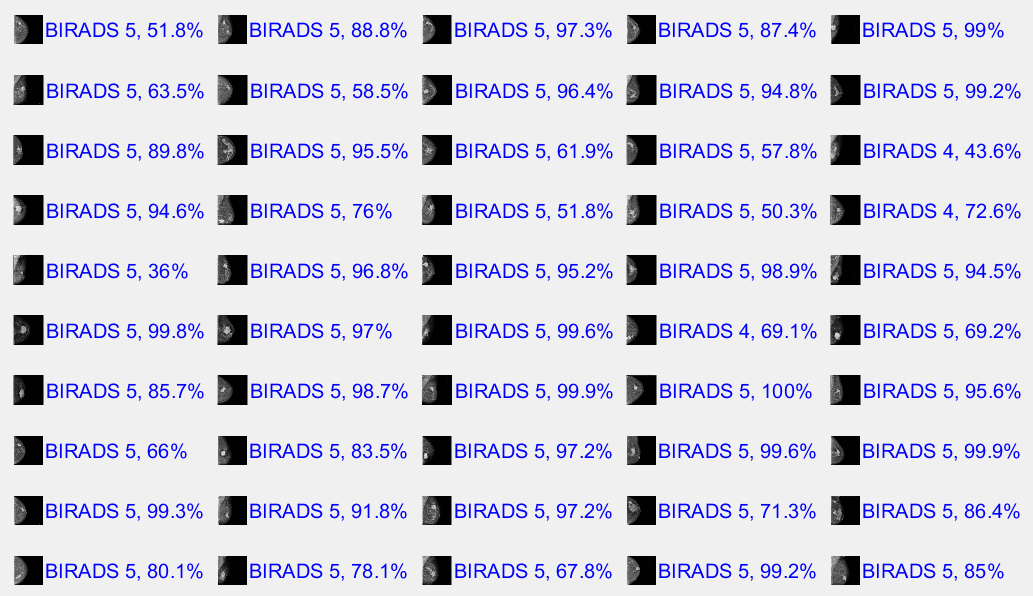 BIRADS 5, 51.8% BIRADS 5, 88.8% BIRADS 5, 97.3% BIRADS 5, 87.4% BIRADS 5, 99%
BIRADS 5, 63.5% BIRADS 5, 58.5% BIRADS 5, 96.4% BIRADS 5, 94.8% BIRADS 5, 99.2%
BIRADS 5, 89.8% BIRADS 5, 95.5% BIRADS 5, 61.9% BIRADS 5, 57.8% BIRADS 4, 43.6%
BIRADS 5, 94.6% BIRADS 5, 76% BIRADS 5, 51.8% BIRADS 5, 50.3% BIRADS 4, 72.6%
BIRADS 5, 36% BIRADS 5, 96.8% BIRADS 5, 95.2% BIRADS 5, 98.9% BIRADS 5, 94.5%
BIRADS 5, 99.8% BIRADS 5, 97% BIRADS 5, 99.6% BIRADS 4, 69.1% BIRADS 5, 69.2%
BIRADS 5, 85.7% BIRADS 5, 98.7% BIRADS 5, 99.9% BIRADS 5, 100% BIRADS 5, 95.6%
BIRADS 5, 66% BIRADS 5, 83.5% BIRADS 5, 97.2% BIRADS 5, 99.6% BIRADS 5, 99.9%
BIRADS 5, 99.3% BIRADS 5, 91.8% BIRADS 5, 97.2% BIRADS 5, 71.3% BIRADS 5, 86.4%
BIRADS 5, 80.1% BIRADS 5, 78.1% BIRADS 5, 67.8% BIRADS 5, 99.2% BIRADS 5, 85%